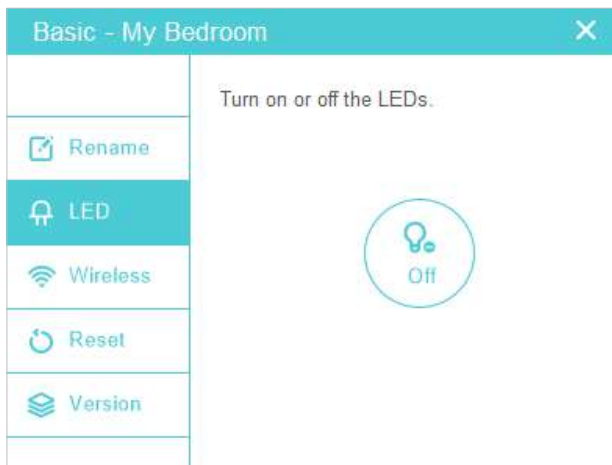 Basic - My Bedroom
Turn on or off the LEDs.
Rename
LED
Wireless
Reset
Version
Off